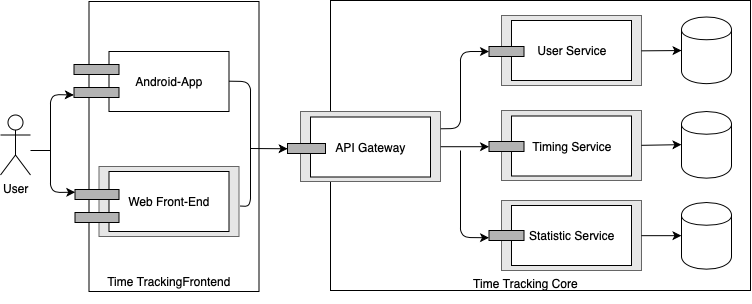 User Service
Android-App
API Gateway
Timing Service
User
Web Front-End
Statistic Service
Time TrackingFrontend
Time Tracking Core